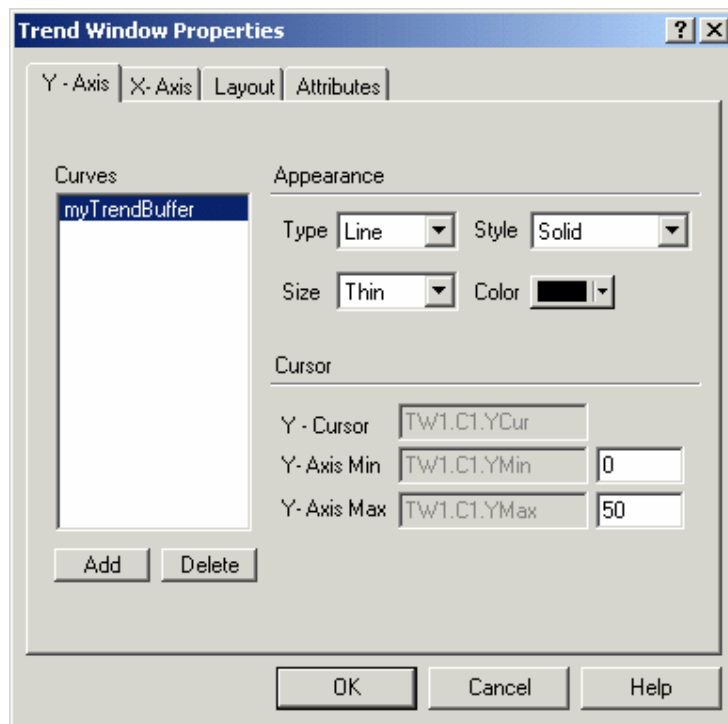 Trend Window Properties
Y - Axis X- Axis Layout Attributes
Curves
myTrendBuffer
Add Delete
Appearance
Type Line Style Solid
Size Thin Color
Cursor
Y - Cursor TW1.C1.YCur
Y- Axis Min TW1.C1.YMin 0
Y- Axis Max TW1.C1.YMax 50
OK Cancel Help